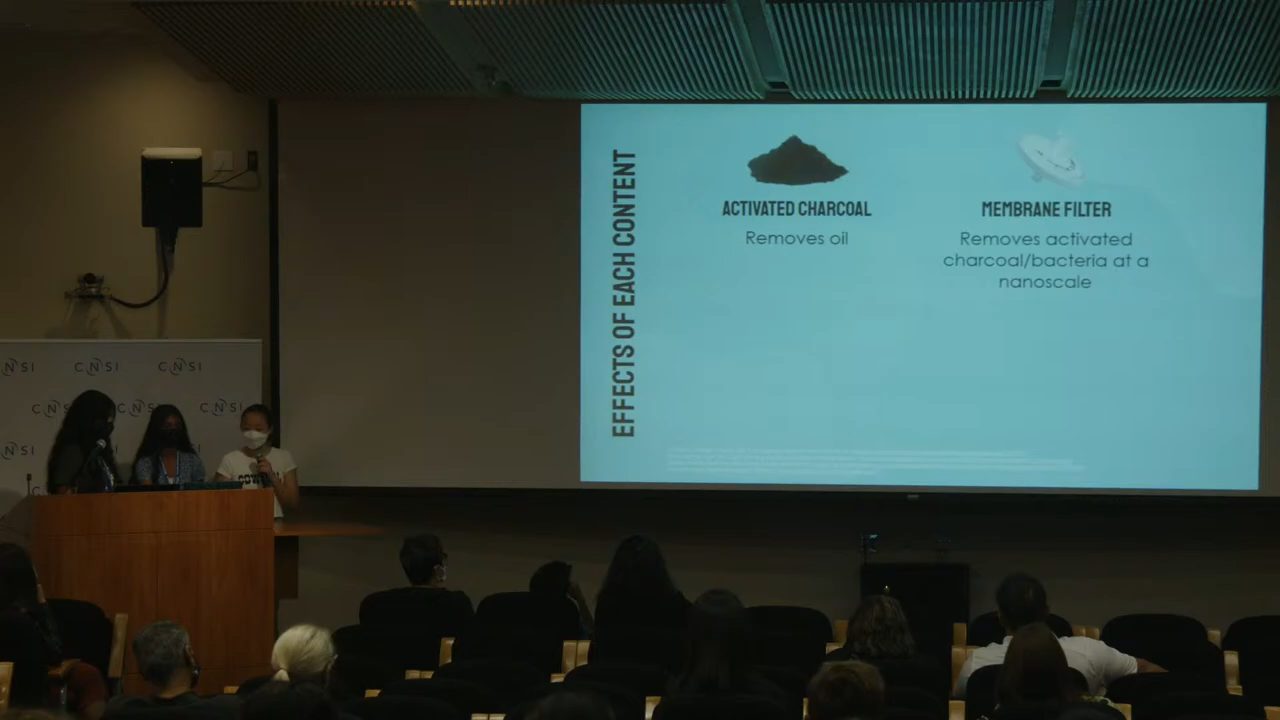 EFFECTS OF EACH CONTENT
ACTIVATED CHARCOAL
Removes oil
MEMBRANE FILTER
Removes activated
charcoal/bacteria at a
nanoscale
CNSI CNSI CNSI
CNSI CNSI CNSI
CNSI